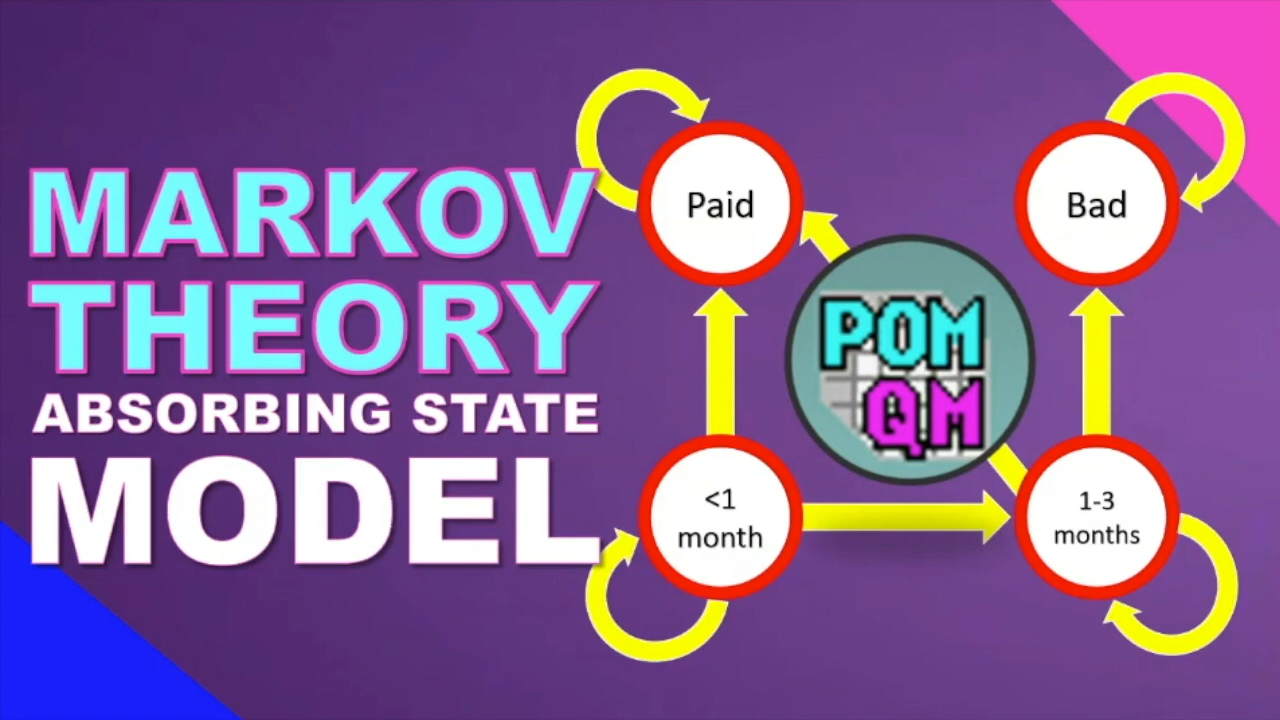 MARKOV
THEORY
ABSORBING STATE
MODEL
Paid
Bad
POM
QM
<1
month
1-3
months